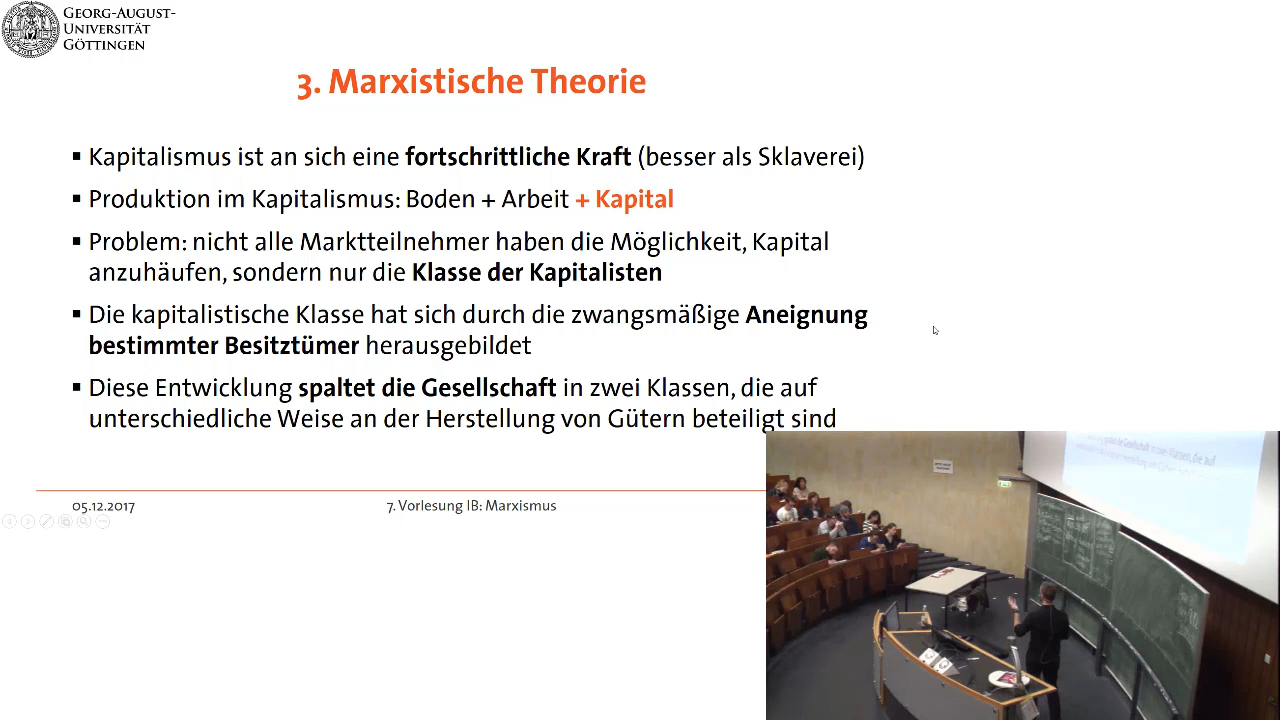 GEORG-AUGUST-
UNIVERSITÄT
GÖTTINGEN
3. Marxistische Theorie
▪ Kapitalismus ist an sich eine fortschrittliche Kraft (besser als Sklaverei)
▪ Produktion im Kapitalismus: Boden + Arbeit + Kapital
▪ Problem: nicht alle Marktteilnehmer haben die Möglichkeit, Kapital
anzuhäufen, sondern nur die Klasse der Kapitalisten
▪ Die kapitalistische Klasse hat sich durch die zwangsmäßige Aneignung
bestimmter Besitztümer herausgebildet
▪ Diese Entwicklung spaltet die Gesellschaft in zwei Klassen, die auf
unterschiedliche Weise an der Herstellung von Gütern beteiligt sind
05.12.2017
7. Vorlesung IB: Marxismus